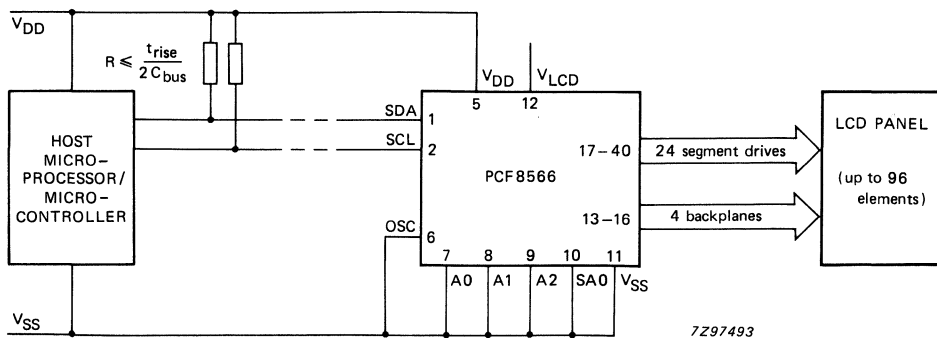 V_DD
R ≤ t_rise / 2 C_bus
V_DD
V_LCD
HOST
MICRO–
PROCESSOR/
MICRO-
CONTROLLER
SDA
SCL
OSC
5
12
1
2
6
PCF8566
17–40
13–16
24 segment drives
4 backplanes
LCD PANEL
(up to 96
elements)
7
8
9
10
11
A0
A1
A2
SA0
V_SS
V_SS
7Z97493